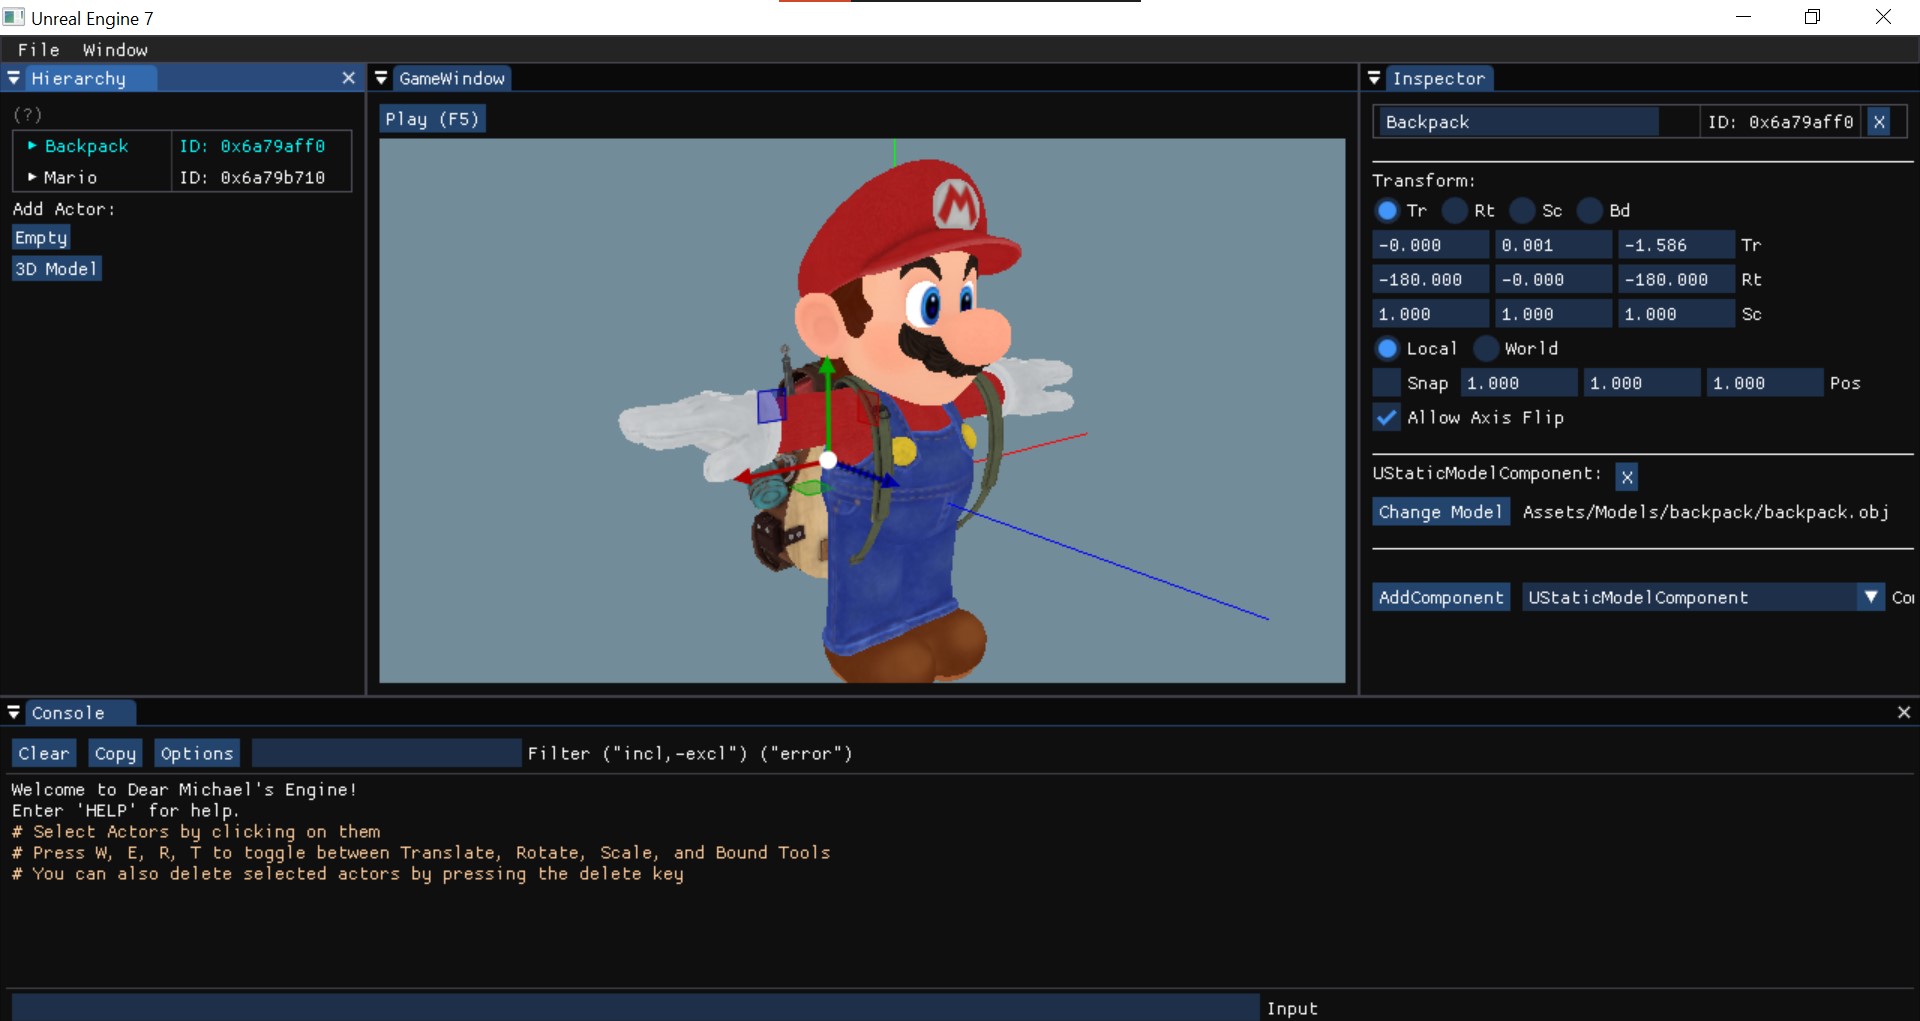 Unreal Engine 7
File Window
Hierarchy
GameWindow
Inspector
(?)
Backpack ID: 0x6a79aff0
Mario ID: 0x6a79b710
Add Actor:
Empty
3D Model
Play (F5)
M
Backpack ID: 0x6a79aff0 X
Transform:
Tr Rt Sc Bd
-0.000 0.001 -1.586 Tr
-180.000 -0.000 -180.000 Rt
1.000 1.000 1.000 Sc
Local World
Snap 1.000 1.000 1.000 Pos
Allow Axis Flip
UStaticModelComponent: X
Change Model Assets/Models/backpack/backpack.obj
AddComponent UStaticModelComponent
Console
Clear Copy Options Filter ("incl,-excl") ("error")
Welcome to Dear Michael's Engine!
Enter 'HELP' for help.
# Select Actors by clicking on them
# Press W, E, R, T to toggle between Translate, Rotate, Scale, and Bound Tools
# You can also delete selected actors by pressing the delete key
Input